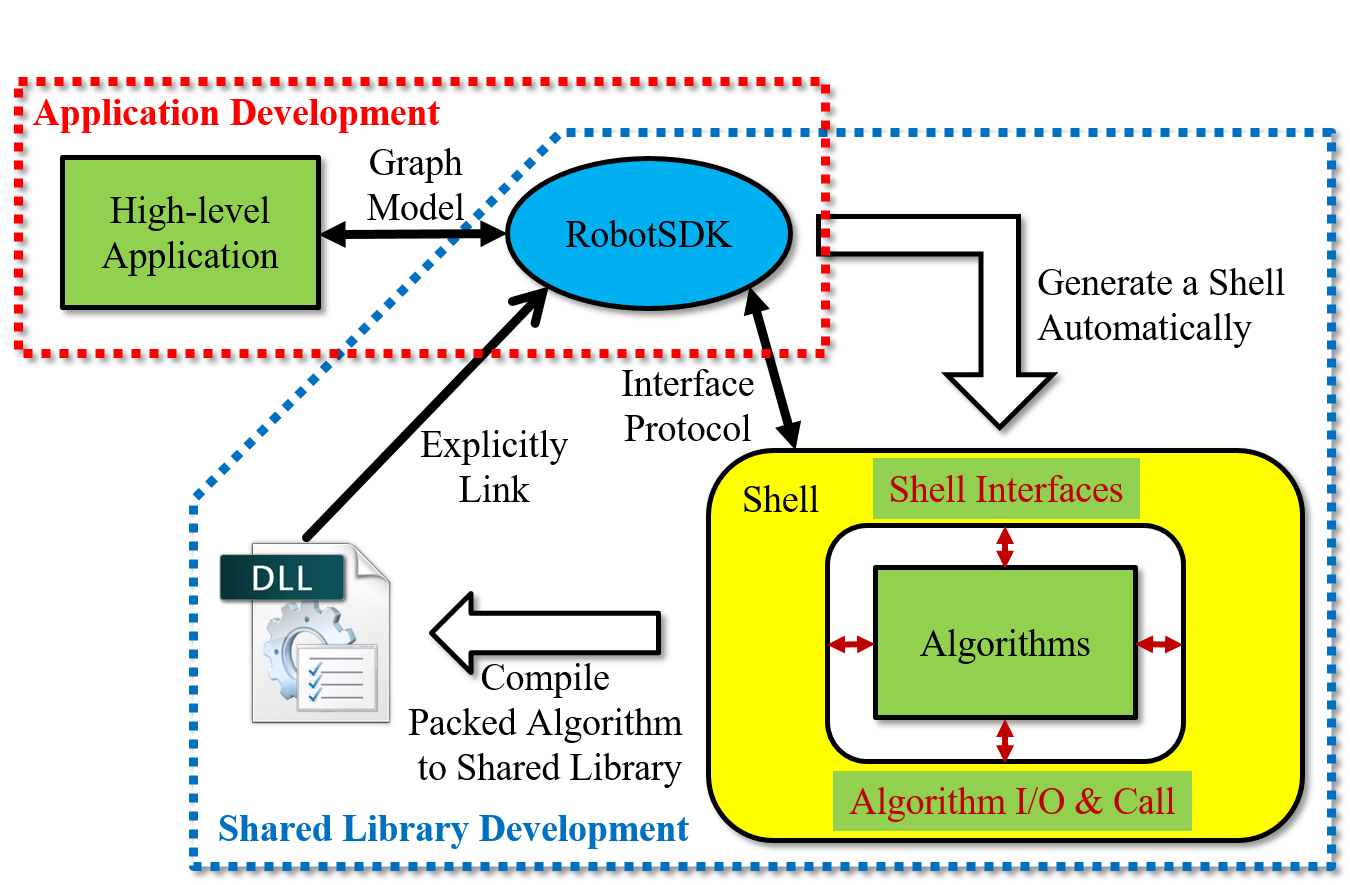 Application Development
High-level
Application
Graph
Model
RobotSDK
Generate a Shell
Automatically
Interface
Protocol
Explicitly
Link
Shell
Shell Interfaces
Algorithms
Algorithm I/O & Call
DLL
Compile
Packed Algorithm
to Shared Library
Shared Library Development